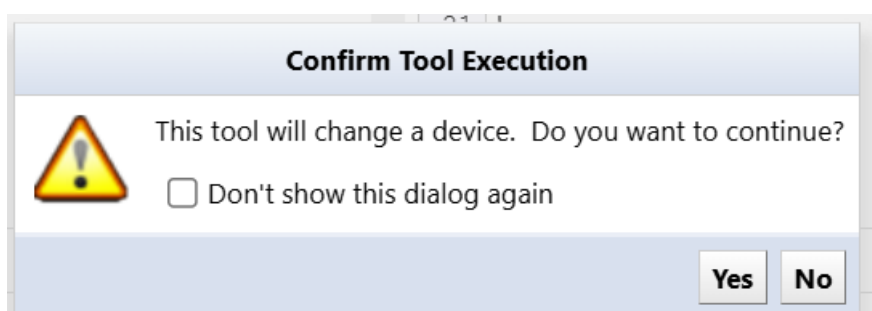 Confirm Tool Execution
This tool will change a device. Do you want to continue?
Don't show this dialog again
Yes No